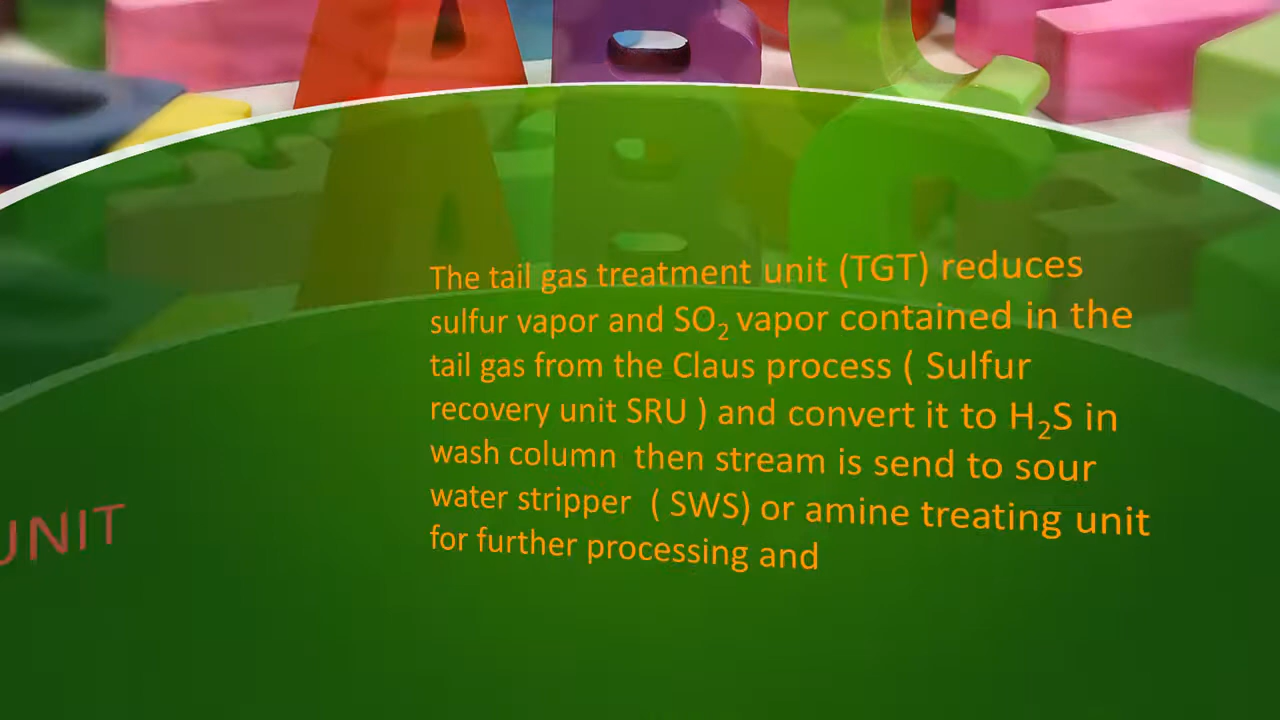 The tail gas treatment unit (TGT) reduces
sulfur vapor and SO₂ vapor contained in the
tail gas from the Claus process ( Sulfur
recovery unit SRU ) and convert it to H₂S in
wash column then stream is send to sour
water stripper ( SWS) or amine treating unit
for further processing and
UNIT
ABC